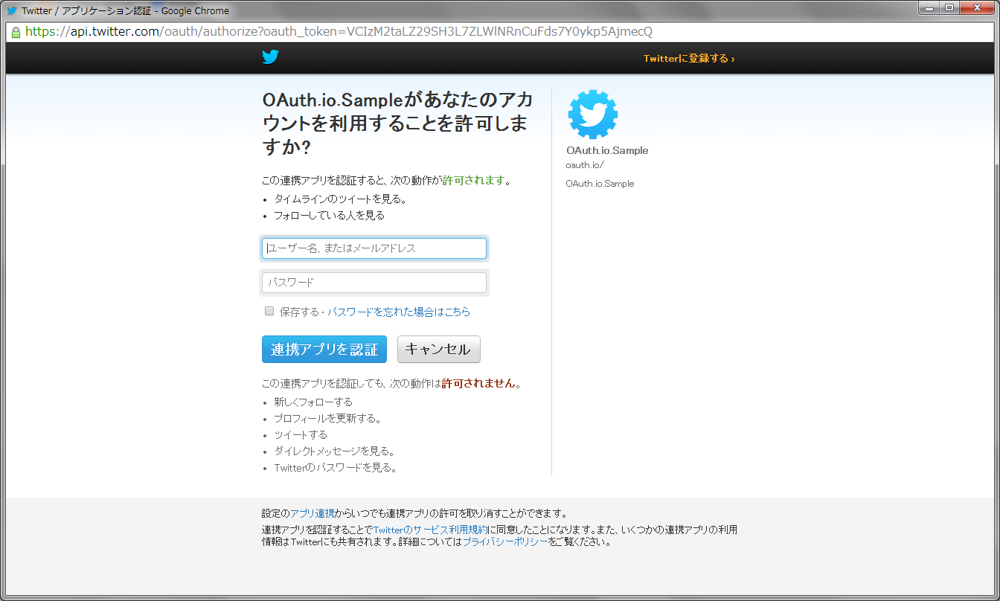 Twitter / アプリケーション認証 - Google Chrome
https://api.twitter.com/oauth/authorize?oauth_token=VCIzM2taLZ29SH3L7ZLWlNRnCuFds7Y0ykp5AjmecQ
Twitterに登録する ›
OAuth.io.Sampleがあなたのアカ
ウントを利用することを許可しま
すか?
この連携アプリを認証すると、次の動作が許可されます。
• タイムラインのツイートを見る。
• フォローしている人を見る
ユーザー名、またはメールアドレス
パスワード
保存する · パスワードを忘れた場合はこちら
連携アプリを認証 キャンセル
この連携アプリを認証しても、次の動作は許可されません。
• 新しくフォローする
• プロフィールを更新する。
• ツイートする
• ダイレクトメッセージを見る。
• Twitterのパスワードを見る。
OAuth.io.Sample
oauth.io/
OAuth.io.Sample
設定のアプリ連携からいつでも連携アプリの許可を取り消すことができます。
連携アプリを認証することでTwitterのサービス利用規約に同意したことになります。また、いくつかの連携アプリの利用
情報はTwitterにも共有されます。詳細についてはプライバシーポリシーをご覧ください。